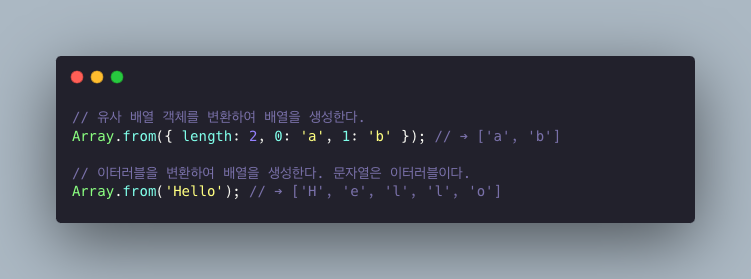 // 유사 배열 객체를 변환하여 배열을 생성한다.
Array.from({ length: 2, 0: 'a', 1: 'b' }); // → ['a', 'b']
// 이터러블을 변환하여 배열을 생성한다. 문자열은 이터러블이다.
Array.from('Hello'); // → ['H', 'e', 'l', 'l', 'o']